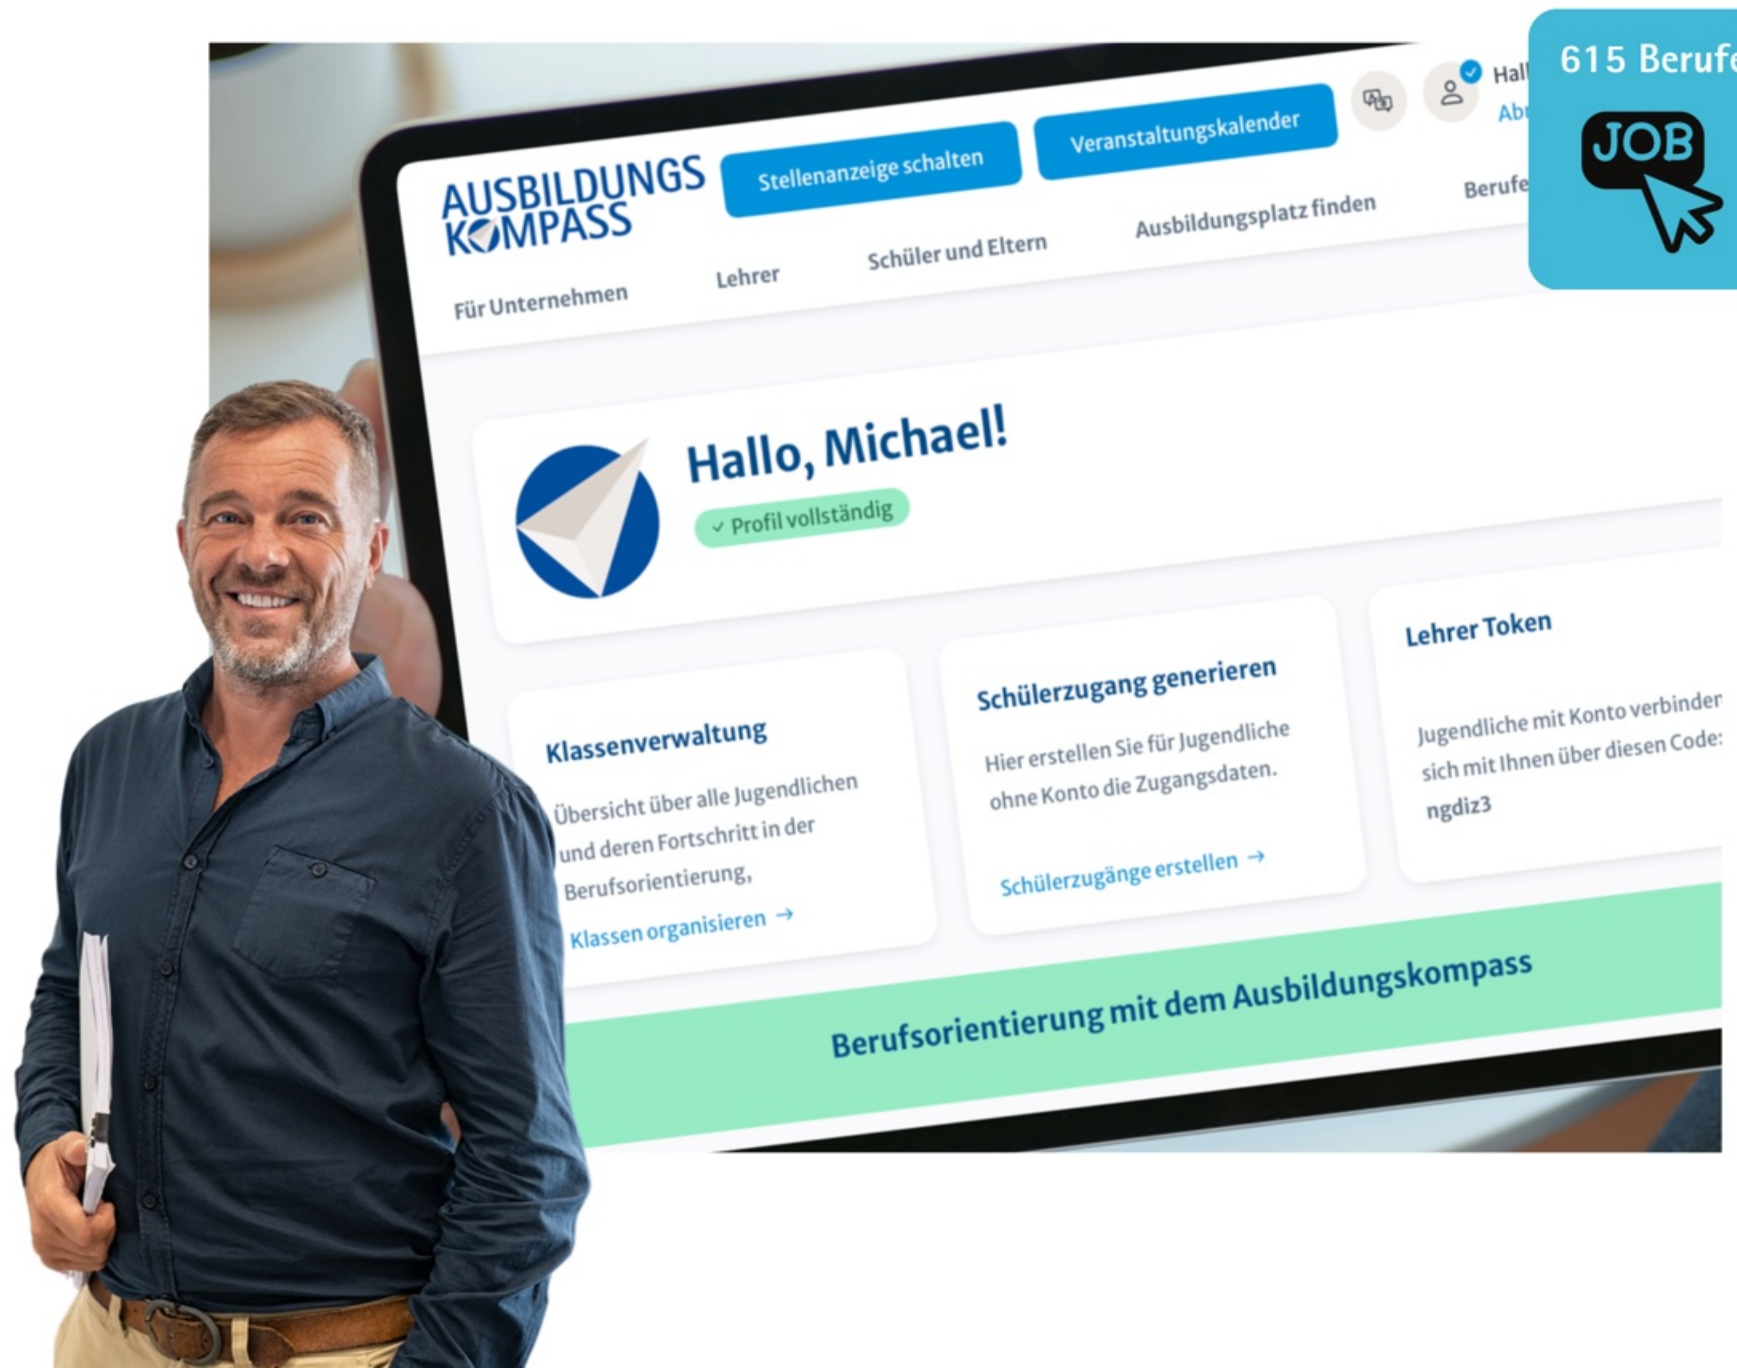 615 Berufe
JOB
AUSBILDUNGS
KOMPASS
Stellenanzeige schalten
Veranstaltungskalender
Für Unternehmen
Lehrer
Schüler und Eltern
Ausbildungsplatz finden
Berufe
Hallo, Michael!
Profil vollständig
Klassenverwaltung
Übersicht über alle Jugendlichen
und deren Fortschritt in der
Berufsorientierung,
Klassen organisieren →
Schülerzugang generieren
Hier erstellen Sie für Jugendliche
ohne Konto die Zugangsdaten.
Schülerzugänge erstellen →
Lehrer Token
Jugendliche mit Konto verbinden
sich mit Ihnen über diesen Code:
ngdiz3
Berufsorientierung mit dem Ausbildungskompass